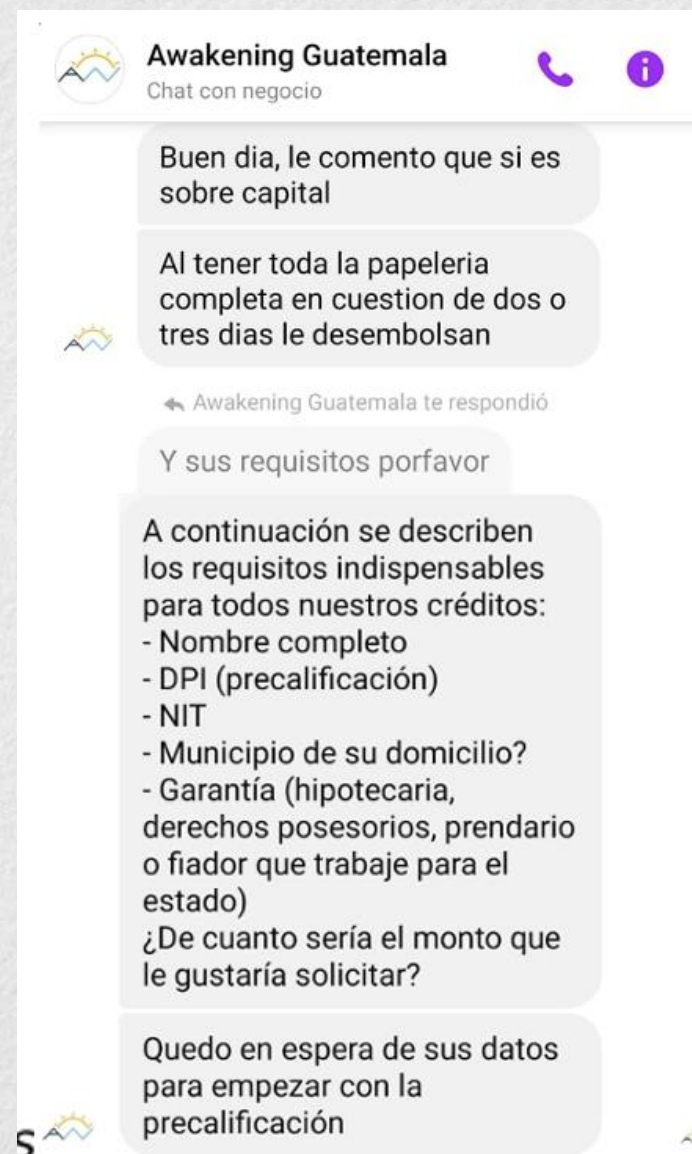 Awakening Guatemala
Chat con negocio
Buen dia, le comento que si es
sobre capital
Al tener toda la papeleria
completa en cuestion de dos o
tres dias le desembolsan
Awakening Guatemala te respondió
Y sus requisitos porfavor
A continuación se describen
los requisitos indispensables
para todos nuestros créditos:
- Nombre completo
- DPI (precalificación)
- NIT
- Municipio de su domicilio?
- Garantía (hipotecaria,
derechos posesorios, prendario
o fiador que trabaje para el
estado)
¿De cuanto sería el monto que
le gustaría solicitar?
Quedo en espera de sus datos
para empezar con la
precalificación
s